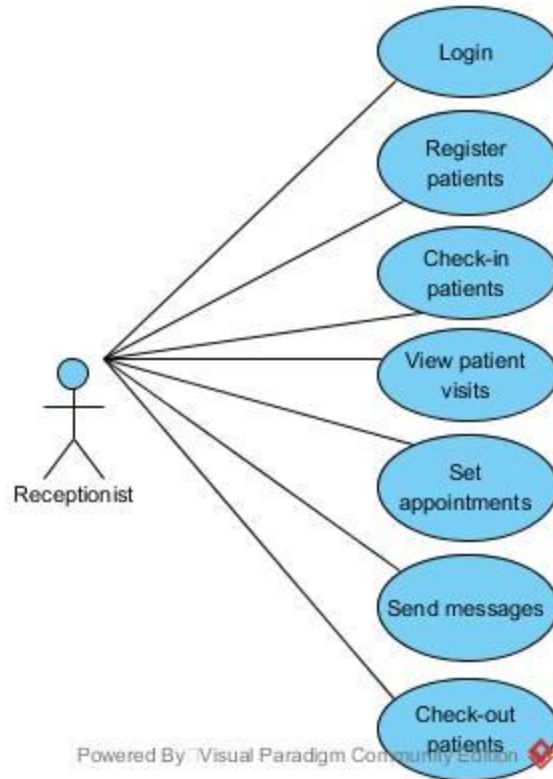 Login
Register
patients
Check-in
patients
View patient
visits
Receptionist
Set
appointments
Send messages
Check-out
patients
Powered By Visual Paradigm Community Edition